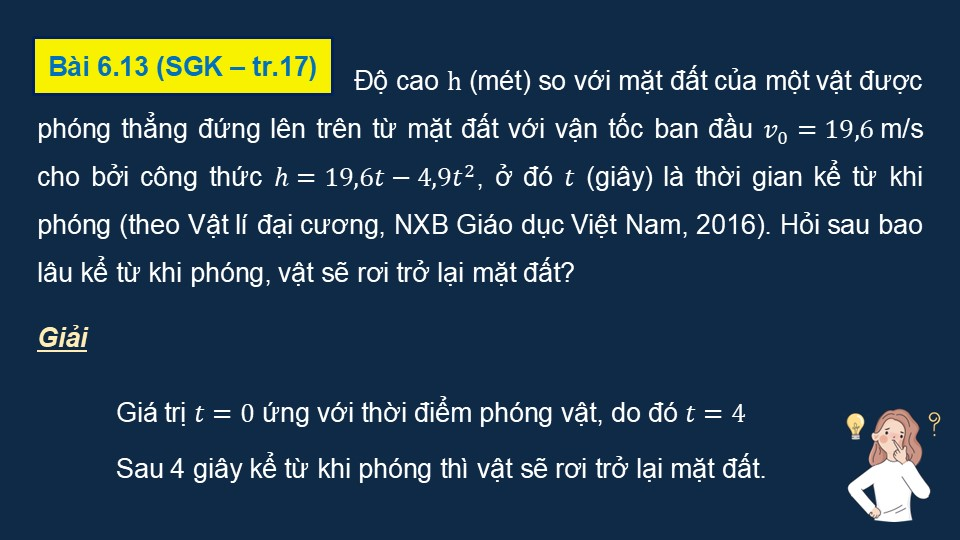 Bài 6.13 (SGK – tr.17)
Độ cao h (mét) so với mặt đất của một vật được
phóng thẳng đứng lên trên từ mặt đất với vận tốc ban đầu 𝑣₀ = 19,6 m/s
cho bởi công thức ℎ = 19,6𝑡 − 4,9𝑡², ở đó 𝑡 (giây) là thời gian kể từ khi
phóng (theo Vật lí đại cương, NXB Giáo dục Việt Nam, 2016). Hỏi sau bao
lâu kể từ khi phóng, vật sẽ rơi trở lại mặt đất?
Giải
Giá trị 𝑡 = 0 ứng với thời điểm phóng vật, do đó 𝑡 = 4
Sau 4 giây kể từ khi phóng thì vật sẽ rơi trở lại mặt đất.
?